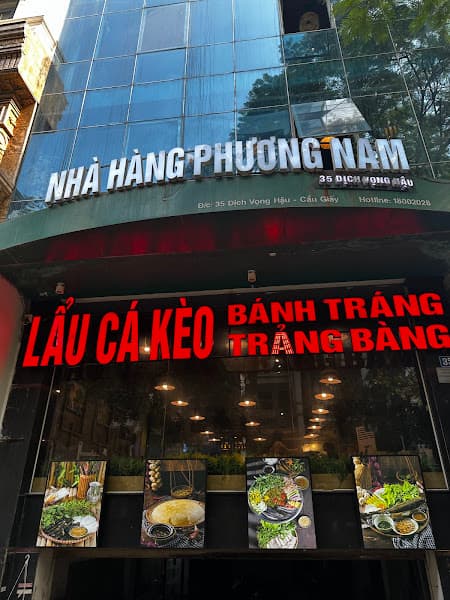 NHÀ HÀNG PHƯƠNG NAM
35 DỊCH VỌNG HẬU
Đ/c: 35 Dịch Vọng Hậu - Cầu Giấy Hotline: 18002028
LẨU CÁ KÈO
BÁNH TRÁNG
TRẢNG BÀNG